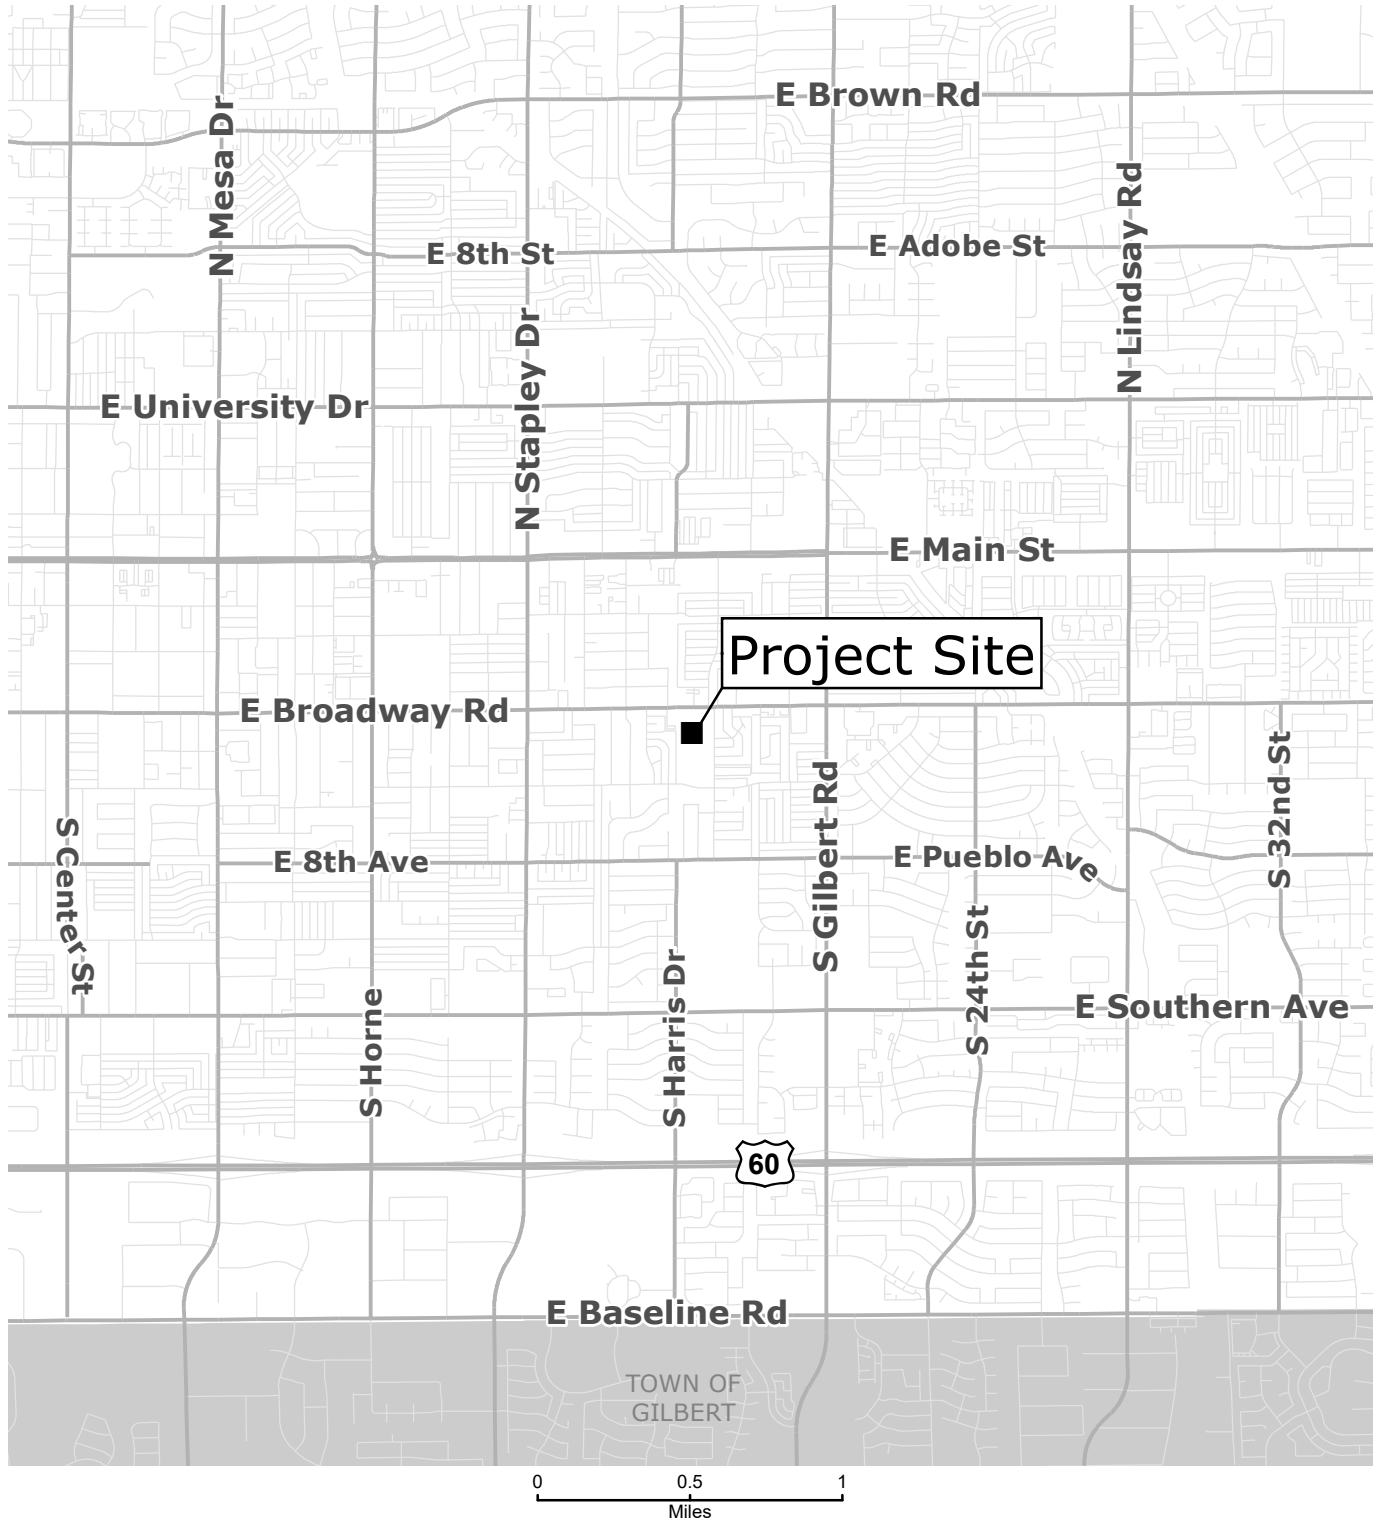 E Brown Rd
N Mesa Dr
N Lindsay Rd
E 8th St
E Adobe St
N Stapley Dr
E University Dr
E Main St
Project Site
E Broadway Rd
S 32nd St
S Gilbert Rd
S Center St
E 8th Ave
E Pueblo Ave
S 24th St
S Harris Dr
S Horne
E Southern Ave
60
E Baseline Rd
TOWN OF
GILBERT
0 0.5 1
Miles